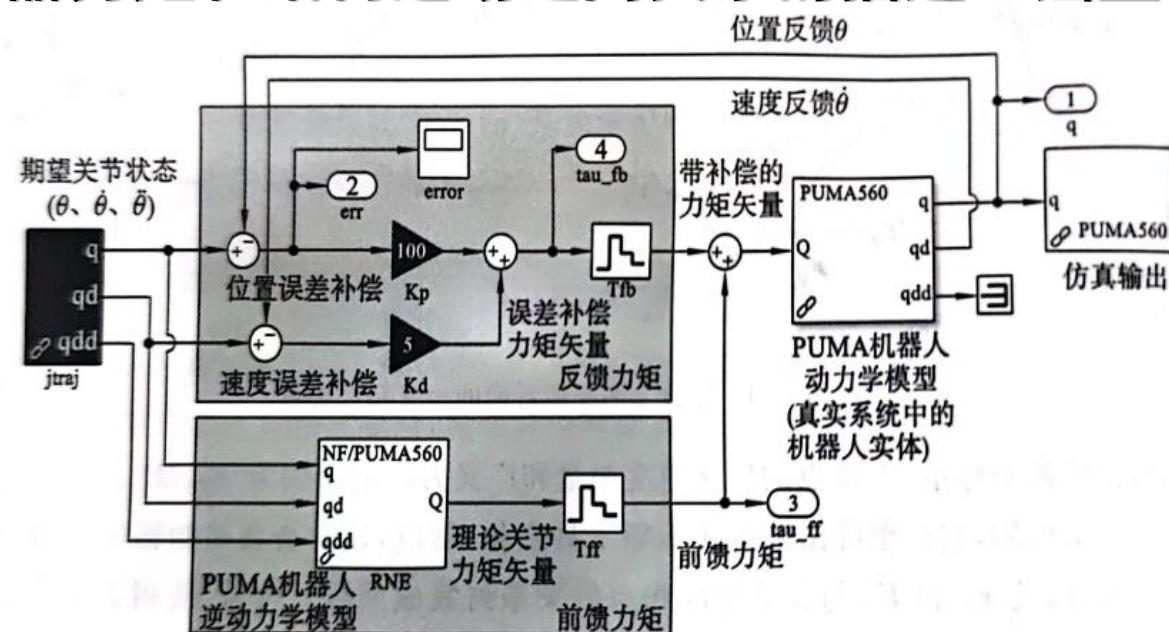 位置反馈θ
速度反馈θ̇
1
q
期望关节状态
(θ、θ̇、θ̈)
q
qd
qdd
jtraj
error
2
err
4
tau_fb
+
-
位置误差补偿
100
Kp
+
+
Tfb
+
-
速度误差补偿
5
Kd
误差补偿
力矩矢量
反馈力矩
带补偿的
力矩矢量
+
+
PUMA560
Q
q
qd
qdd
PUMA机器人
动力学模型
(真实系统中的
机器人实体)
q
PUMA560
仿真输出
NF/PUMA560
q
qd
qdd
Q
RNE
PUMA机器人
逆动力学模型
理论关节
力矩矢量
Tff
前馈力矩
前馈力矩
3
tau_ff